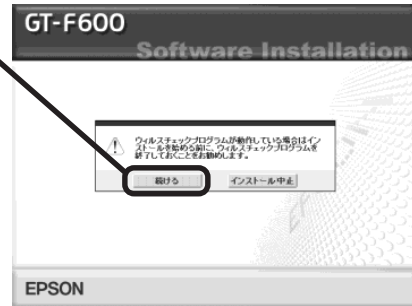 GT-F600
Software Installation
ウィルスチェックプログラムが動作している場合はイン
ストールを始める前に、ウィルスチェックプログラムを
終了しておくことをお勧めします。
続ける
インストール中止
EPSON